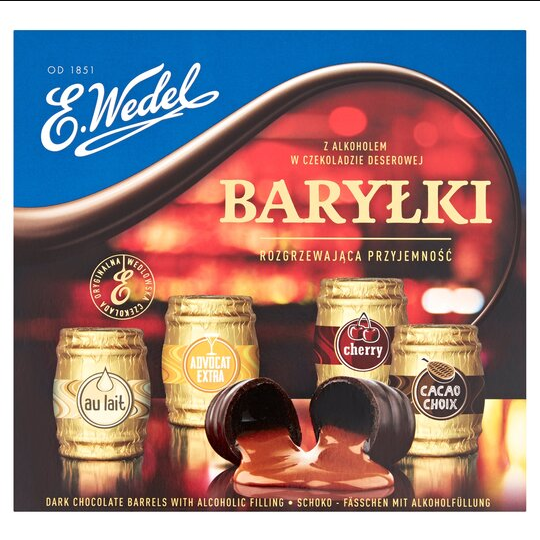 OD 1851
E. Wedel
Z ALKOHOLEM
W CZEKOLADZIE DESEROWEJ
BARYŁKI
ROZGRZEWAJĄCA PRZYJEMNOŚĆ
ORYGINALNA WEDLOWSKA CZEKOLADA
E
au lait
ADVOCAT
EXTRA
cherry
CACAO
CHOIX
DARK CHOCOLATE BARRELS WITH ALCOHOLIC FILLING • SCHOKO - FÄSSCHEN MIT ALKOHOLFÜLLUNG